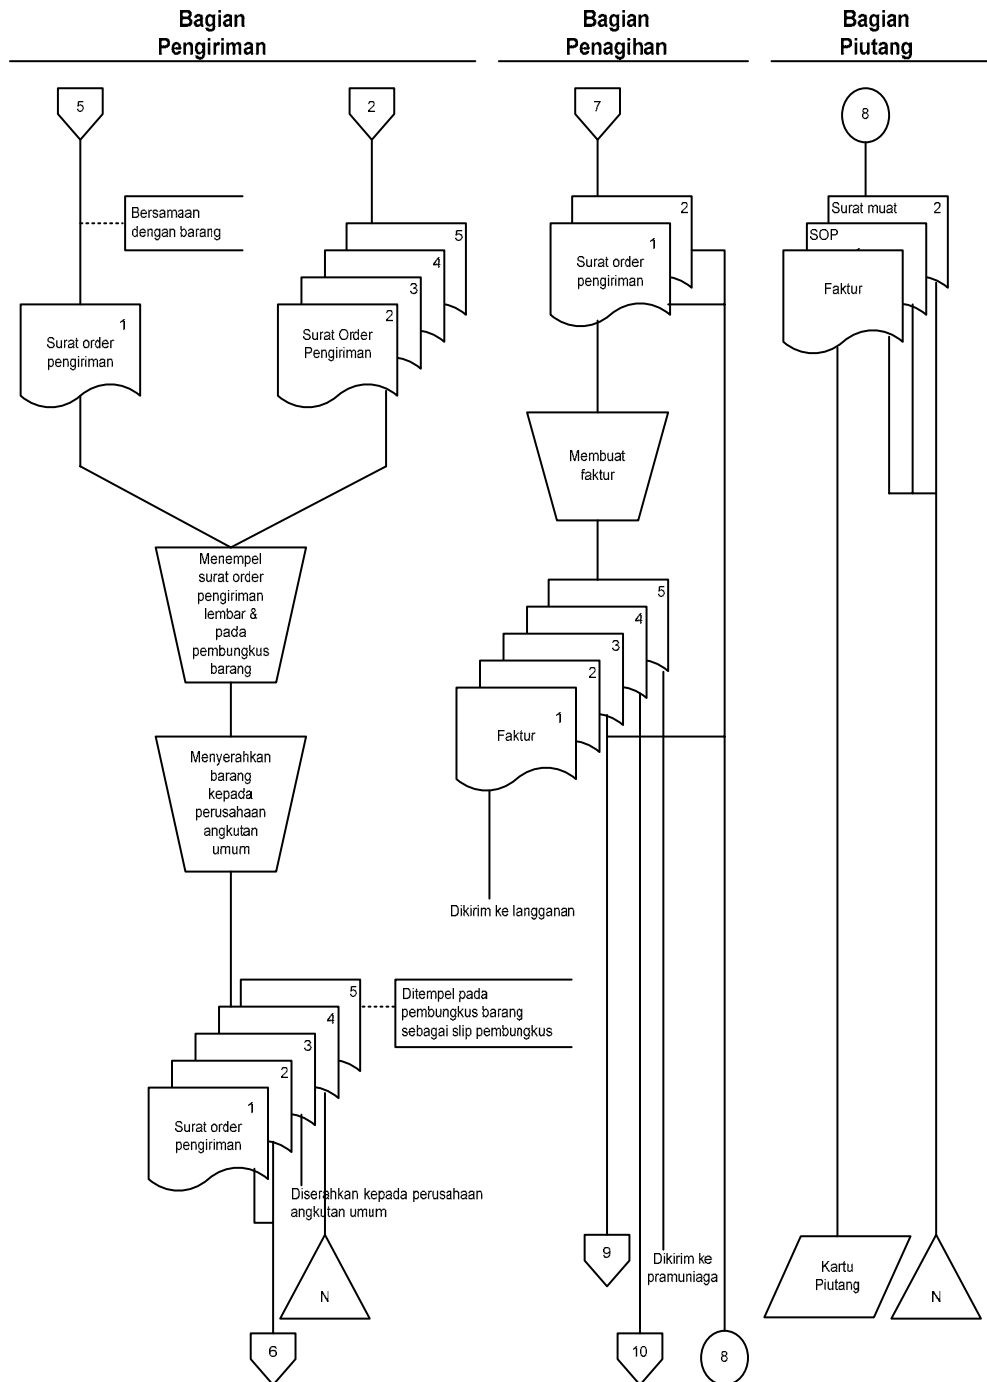 Bagian
Pengiriman
Bagian
Penagihan
Bagian
Piutang
5
2
7
8
Bersamaan
dengan barang
5
4
3
2
Surat Order
Pengiriman
1
Surat order
pengiriman
2
1
Surat order
pengiriman
Surat muat 2
SOP
Faktur
Membuat
faktur
Menempel
surat order
pengiriman
lembar &
pada
pembungkus
barang
5
4
3
2
1
Faktur
Menyerahkan
barang
kepada
perusahaan
angkutan
umum
Dikirim ke langganan
5
4
3
2
1
Surat order
pengiriman
Ditempel pada
pembungkus barang
sebagai slip pembungkus
Diserahkan kepada perusahaan
angkutan umum
N
6
9
Dikirim ke
pramuniaga
10
8
Kartu
Piutang
N